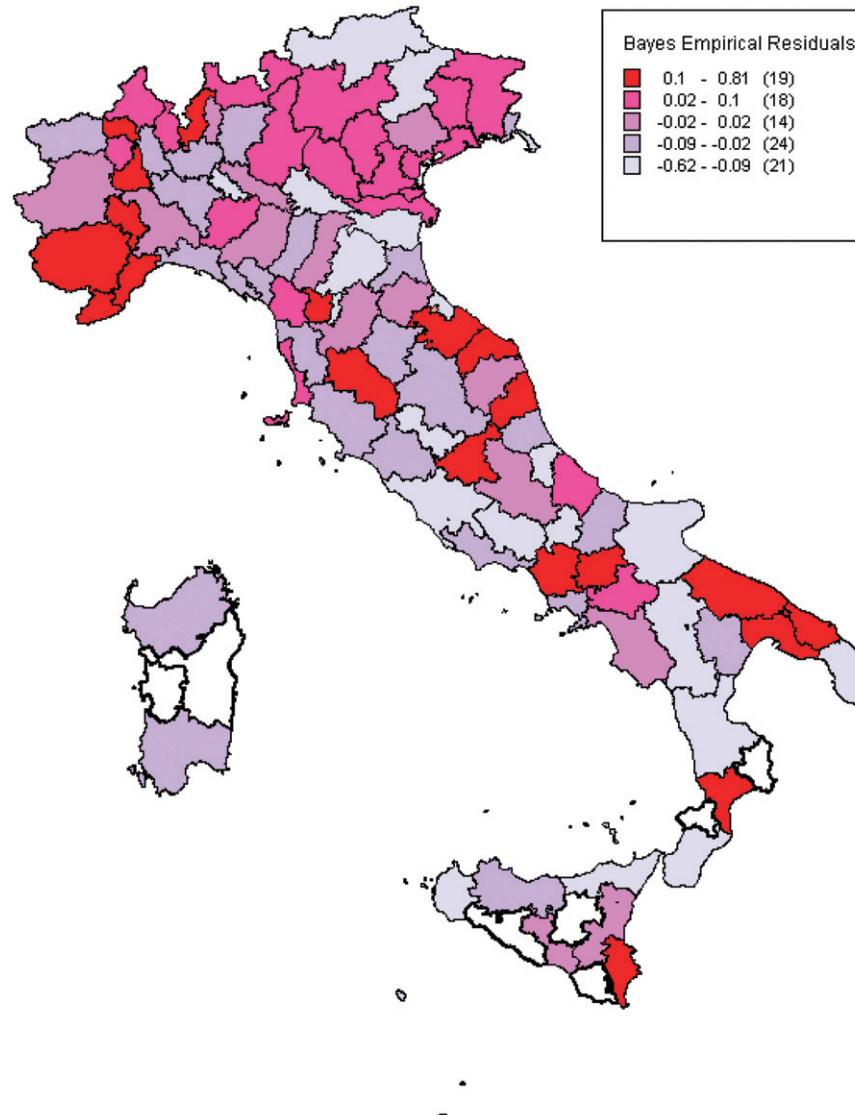 Bayes Empirical Residuals
0.1 - 0.81 (19)
0.02 - 0.1 (18)
-0.02 - 0.02 (14)
-0.09 - -0.02 (24)
-0.62 - -0.09 (21)